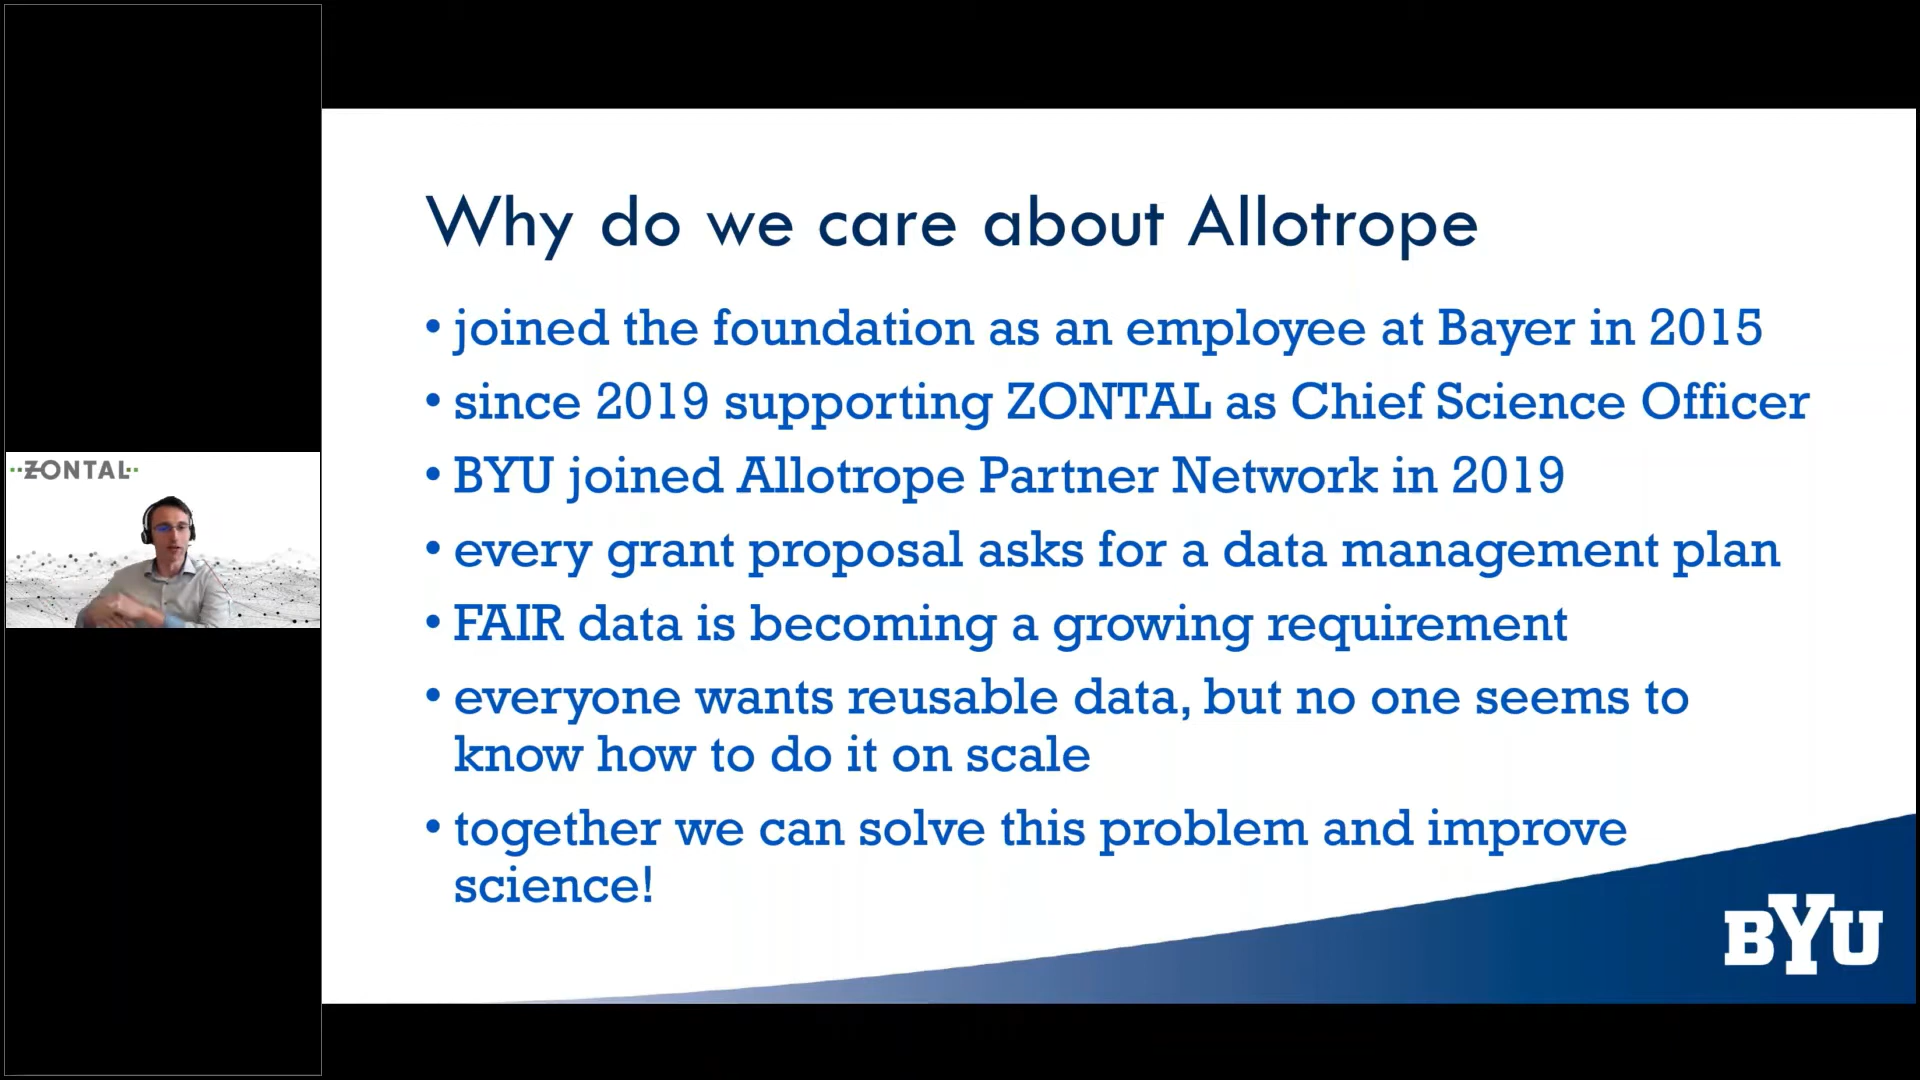 Why do we care about Allotrope
• joined the foundation as an employee at Bayer in 2015
• since 2019 supporting ZONTAL as Chief Science Officer
• BYU joined Allotrope Partner Network in 2019
• every grant proposal asks for a data management plan
• FAIR data is becoming a growing requirement
• everyone wants reusable data, but no one seems to
know how to do it on scale
• together we can solve this problem and improve
science!
BYU
ZONTAL